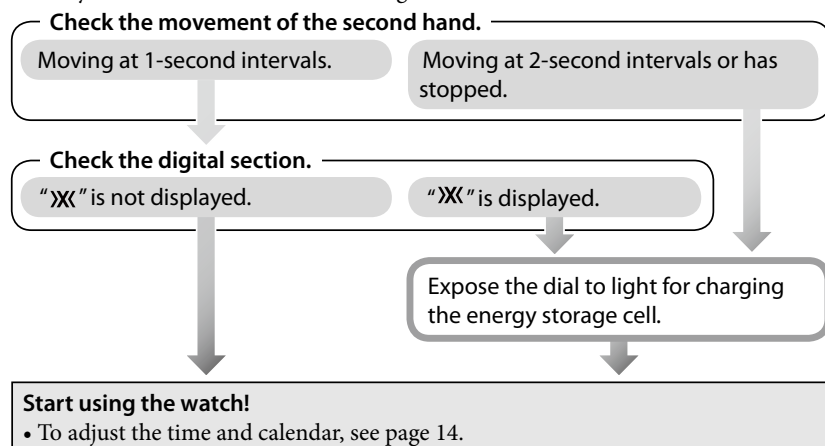 Check the movement of the second hand.
Moving at 1-second intervals.
Moving at 2-second intervals or has
stopped.
Check the digital section.
“ ” is not displayed.
“ ” is displayed.
Expose the dial to light for charging
the energy storage cell.
Start using the watch!
• To adjust the time and calendar, see page 14.